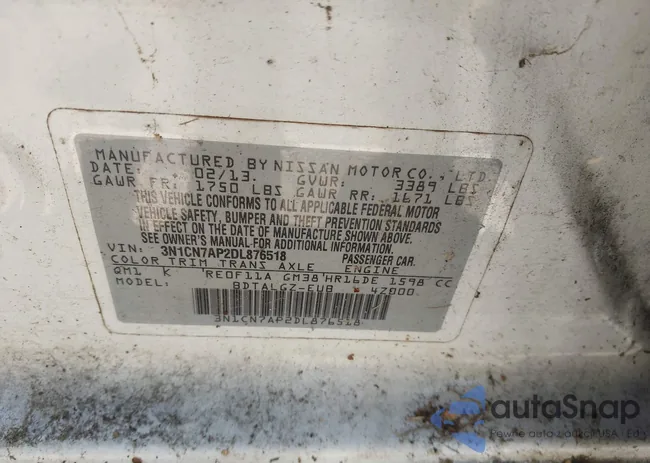 MANUFACTURED BY NISSAN MOTOR CO., LTD.
DATE: 02/13. GVWR: 3389 LBS
GAWR FR: 1750 LBS GAWR RR: 1671 LBS
THIS VEHICLE CONFORMS TO ALL APPLICABLE FEDERAL MOTOR
VEHICLE SAFETY, BUMPER AND THEFT PREVENTION STANDARDS
IN EFFECT ON THE DATE OF MANUFACTURE SHOWN ABOVE.
SEE OWNER'S MANUAL-FOR ADDITIONAL INFORMATION.
VIN: 3N1CN7AP2DL876518 PASSENGER CAR.
COLOR TRIM TRANS AXLE ENGINE
QM1 K RE0F11A GM38 HR16DE 1598 CC
MODEL: BDTALGZ-EUB 42000
3N1CN7AP2DL876518
autaSnap
Pewne auta